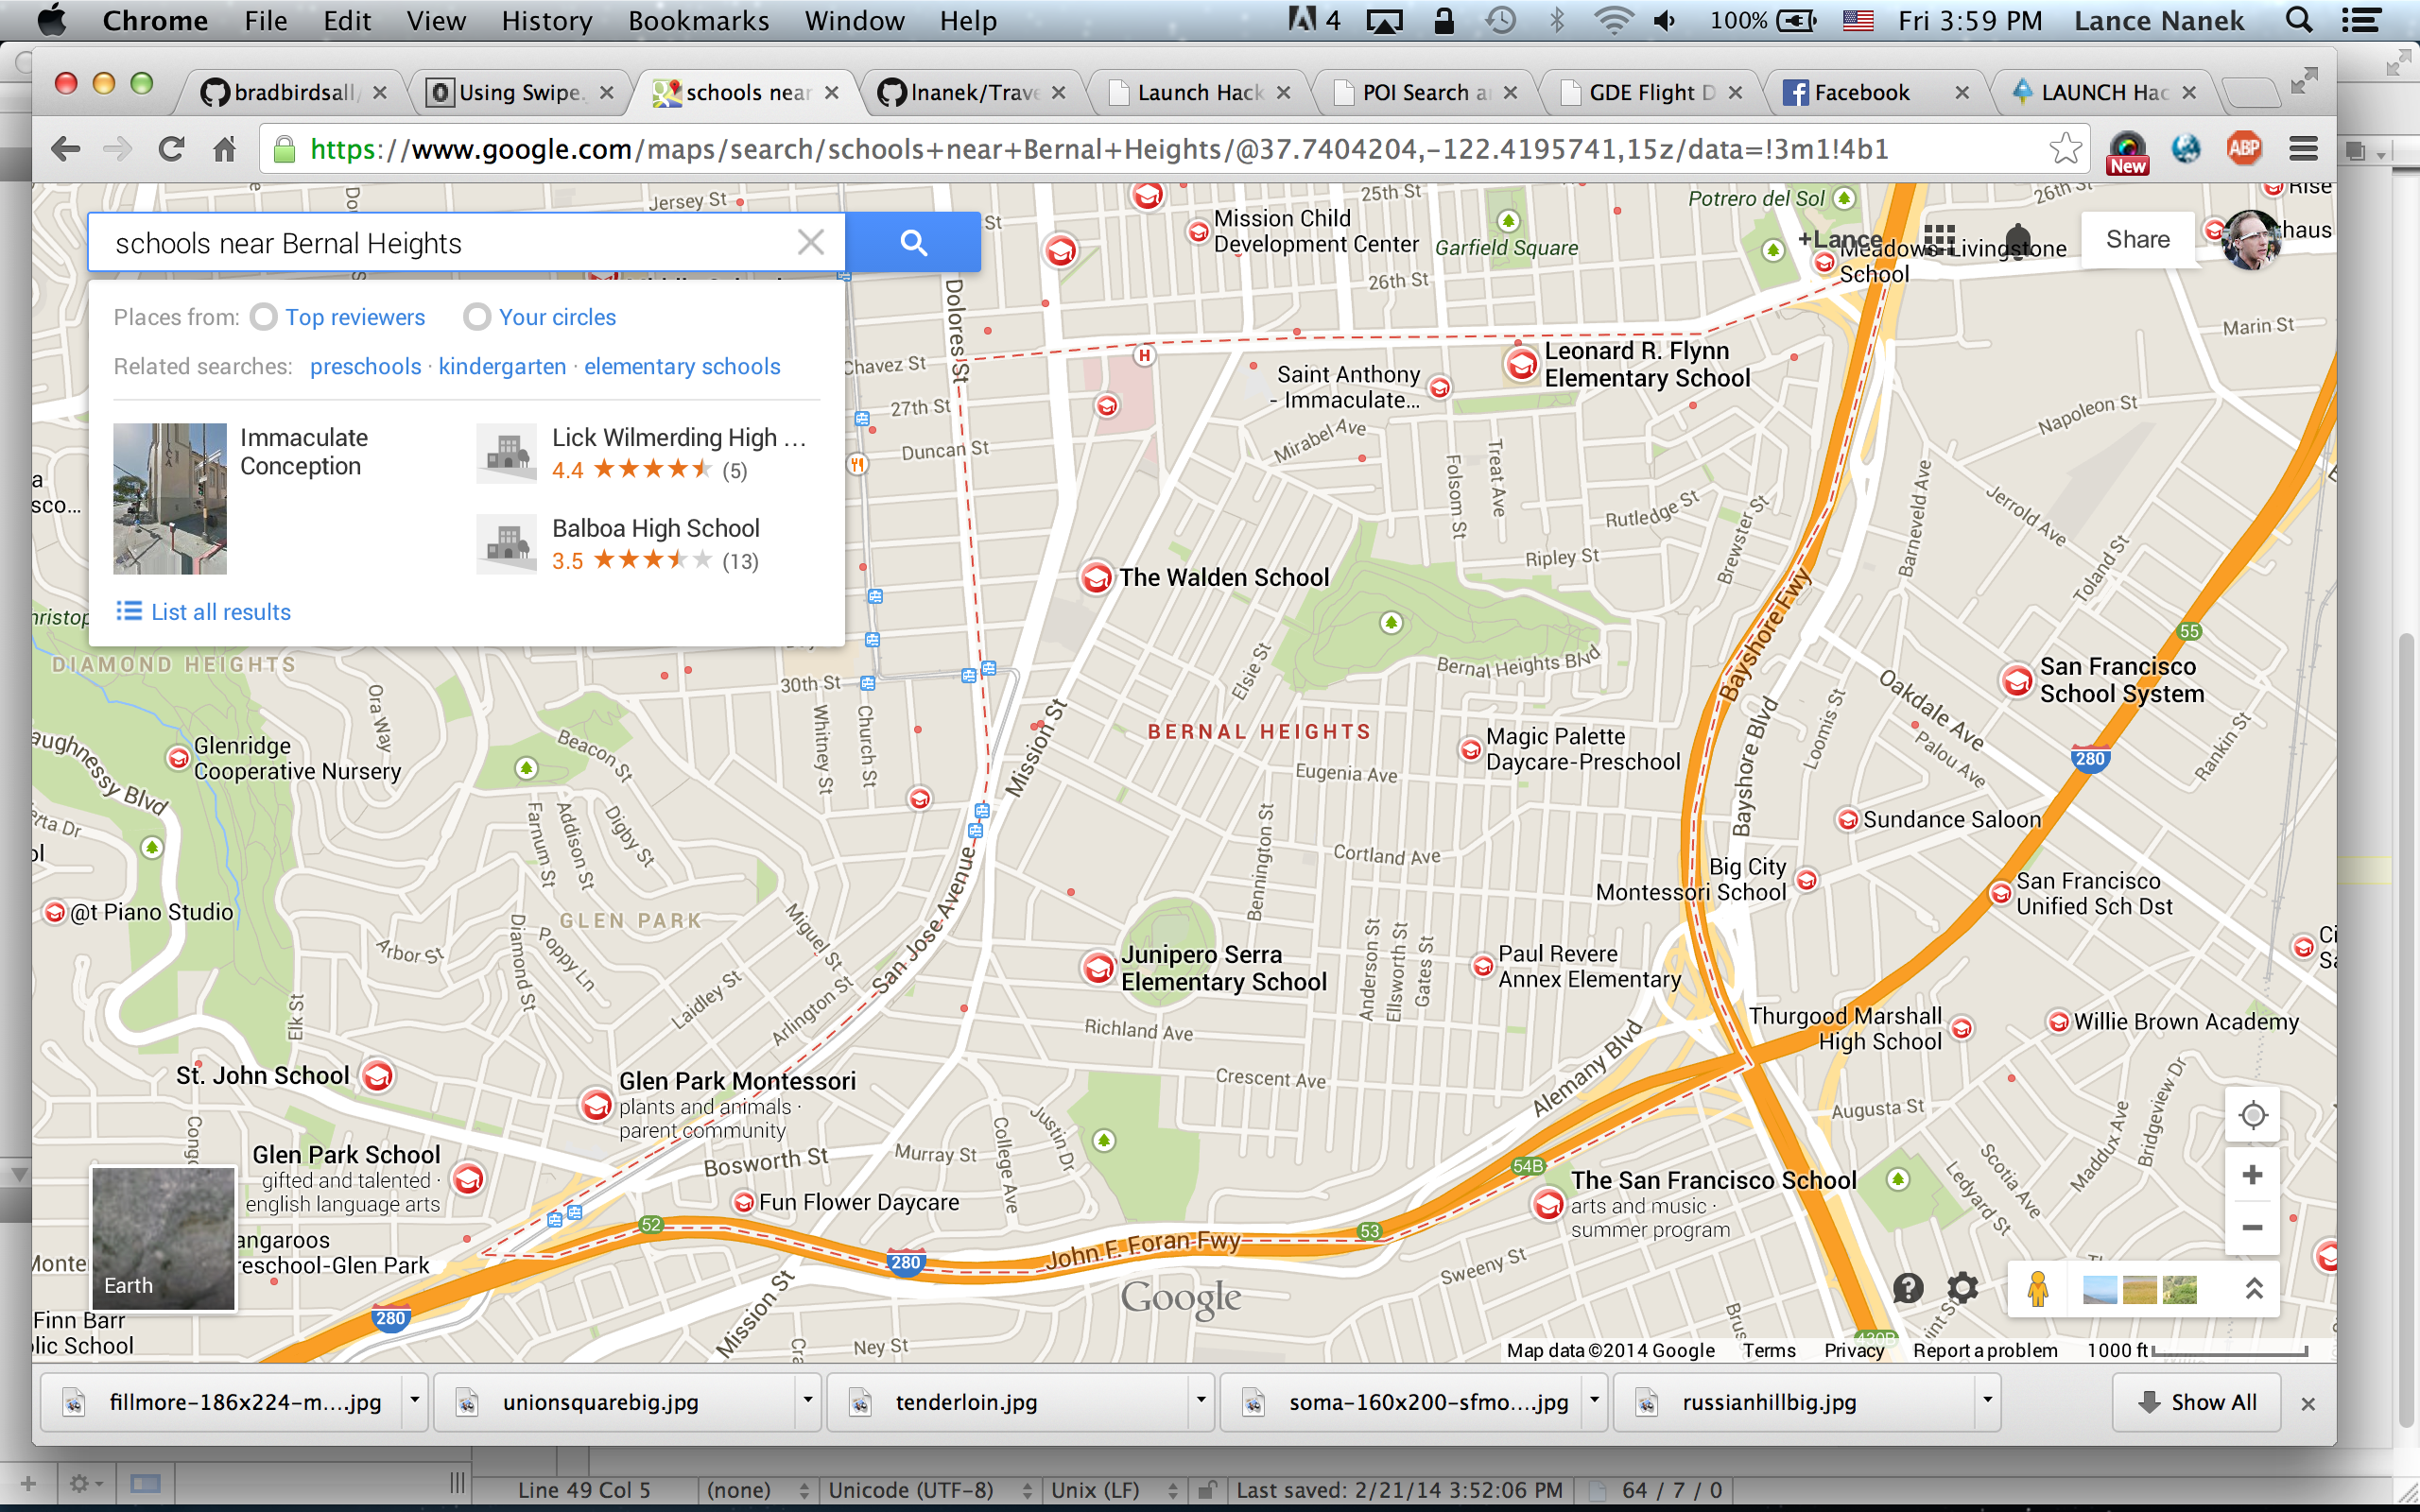 Chrome File Edit View History Bookmarks Window Help 4 100% Fri 3:59 PM Lance Nanek
bradbirdsall/ Using Swipe. schools near lnanek/Trave Launch Hack POI Search a GDE Flight D Facebook LAUNCH Hac
https://www.google.com/maps/search/schools+near+Bernal+Heights/@37.7404204,-122.4195741,15z/data=!3m1!4b1
New
ABP
schools near Bernal Heights
Places from: Top reviewers Your circles
Related searches: preschools · kindergarten · elementary schools
Immaculate
Conception
Lick Wilmerding High ...
4.4 (5)
Balboa High School
3.5 (13)
List all results
+Lance
Share
Jersey St
25th St
Potrero del Sol
26th St
Rise
Mission Child
Development Center
Garfield Square
Meadows-Livingstone
School
haus
26th St
Dolores St
Marin St
Chavez St
H
Leonard R. Flynn
Elementary School
Saint Anthony
- Immaculate...
27th St
Napoleon St
Duncan St
Mirabel Ave
Folsom St
Treat Ave
Rutledge St
Brewster St
Barneveld Ave
Jerrold Ave
Toland St
Ripley St
The Walden School
Bayshore Fwy
55
Elsie St
Bernal Heights Blvd
DIAMOND HEIGHTS
30th St
San Francisco
School System
Oakdale Ave
Ora Way
Whitney St
Church St
Mission St
BERNAL HEIGHTS
Magic Palette
Daycare-Preschool
Bayshore Blvd
Loomis St
Palou Ave
Rankin St
280
Glenridge
Cooperative Nursery
Beacon St
Eugenia Ave
aughnessy Blvd
Farnum St
Addison St
Digby St
Sundance Saloon
Bennington St
Cortland Ave
Big City
Montessori School
San Francisco
Unified Sch Dst
@t Piano Studio
GLEN PARK
Arbor St
Diamond St
Poppy Ln
Miguel St
San Jose Avenue
Junipero Serra
Elementary School
Anderson St
Ellsworth St
Gates St
Paul Revere
Annex Elementary
Elk St
Laidley St
Arlington St
Richland Ave
Thurgood Marshall
High School
Willie Brown Academy
St. John School
Glen Park Montessori
plants and animals ·
parent community
Crescent Ave
Alemany Blvd
Augusta St
Justin Dr
College Ave
Maddux Ave
Bridgeview Dr
Scotia Ave
Ledyard St
Glen Park School
gifted and talented ·
english language arts
Bosworth St
Murray St
54B
The San Francisco School
arts and music ·
summer program
Fun Flower Daycare
52
53
angaroos
reschool-Glen Park
280
John F. Foran Fwy
Sweeny St
Earth
Google
280
Finn Barr
lic School
Mission St
Ney St
430B
Map data ©2014 Google Terms Privacy Report a problem 1000 ft
fillmore-186x224-m....jpg unionsquarebig.jpg tenderloin.jpg soma-160x200-sfmo....jpg russianhillbig.jpg Show All
Line 49 Col 5 (none) Unicode (UTF-8) Unix (LF) Last saved: 2/21/14 3:52:06 PM 64 / 7 / 0